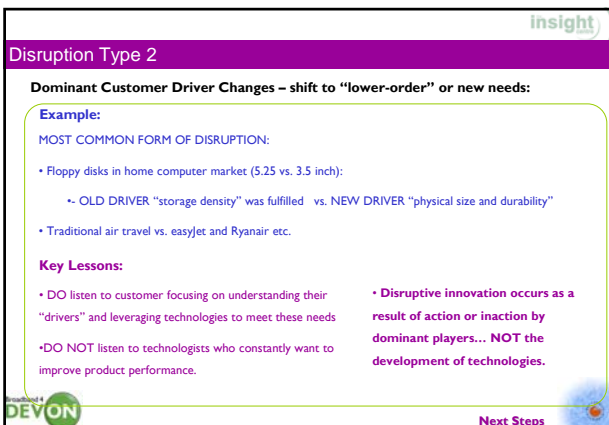 insight
Disruption Type 2
Dominant Customer Driver Changes – shift to “lower-order” or new needs:
Example:
MOST COMMON FORM OF DISRUPTION:
• Floppy disks in home computer market (5.25 vs. 3.5 inch):
•- OLD DRIVER “storage density” was fulfilled vs. NEW DRIVER “physical size and durability”
• Traditional air travel vs. easyJet and Ryanair etc.
Key Lessons:
• DO listen to customer focusing on understanding their
“drivers” and leveraging technologies to meet these needs
•DO NOT listen to technologists who constantly want to
improve product performance.
• Disruptive innovation occurs as a
result of action or inaction by
dominant players… NOT the
development of technologies.
Broadband 4
DEVON
Next Steps